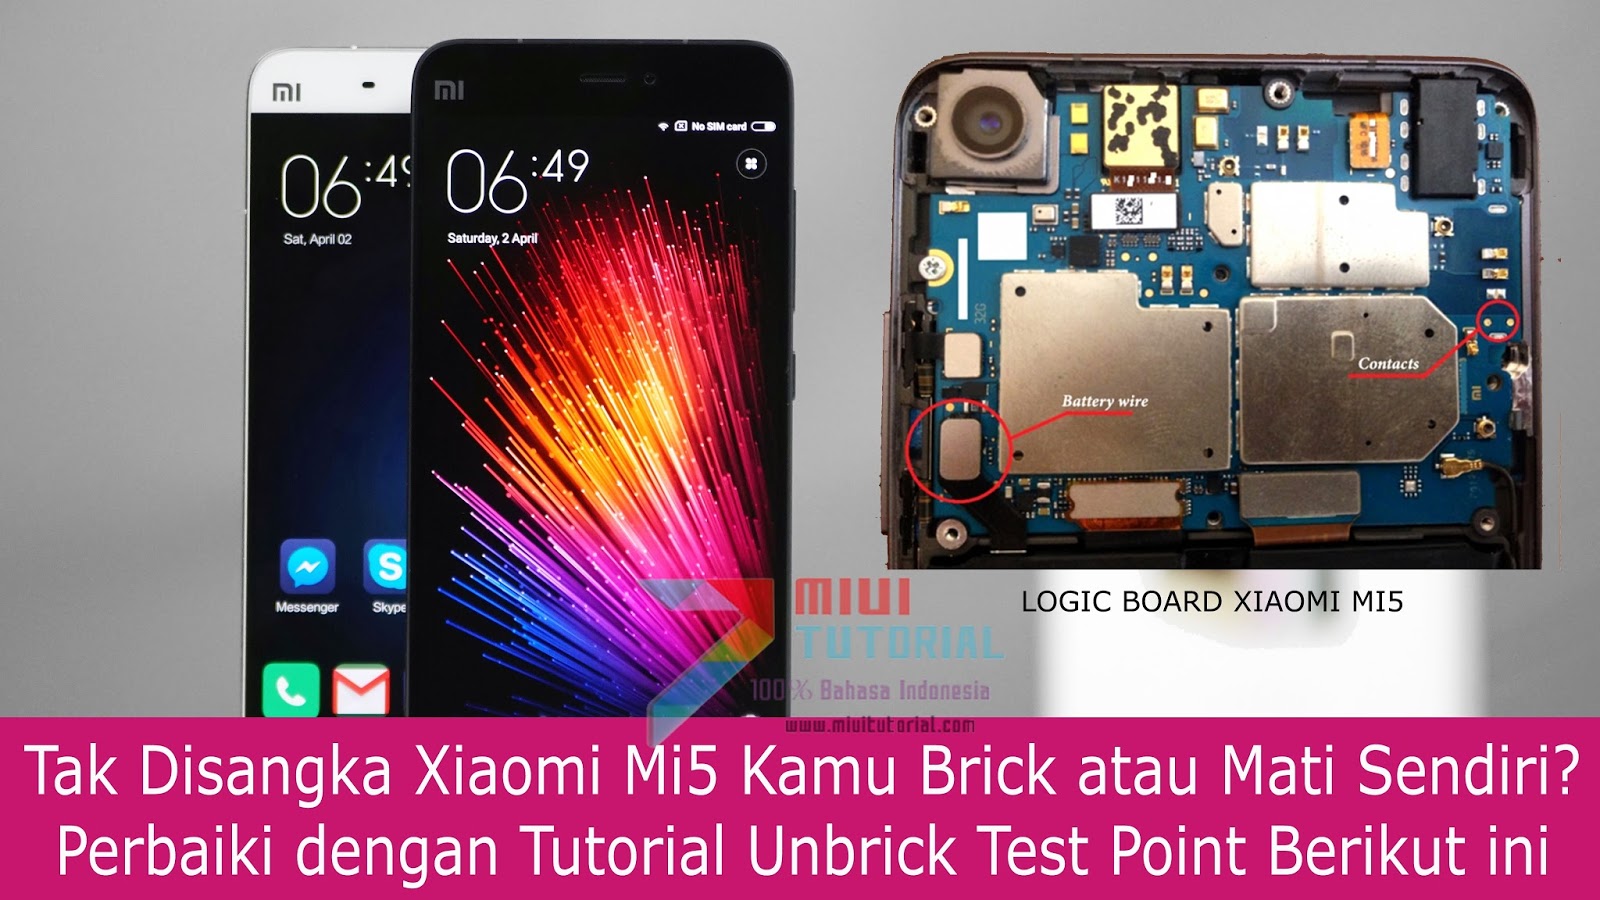 MI
06:49
Sat, April 02
Messenger
Skype
MI
No SIM card
06:49
Saturday, 2 April
32G
Battery wire
Contacts
MI
LOGIC BOARD XIAOMI MI5
MIUI
TUTORIAL
100% Bahasa Indonesia
www.miuitutorial.com
Tak Disangka Xiaomi Mi5 Kamu Brick atau Mati Sendiri?
Perbaiki dengan Tutorial Unbrick Test Point Berikut ini